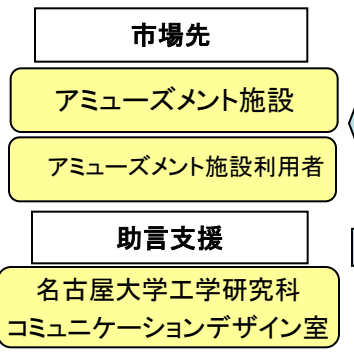 市場先
アミューズメント施設
アミューズメント施設利用者
助言支援
名古屋大学工学研究科
コミュニケーションデザイン室